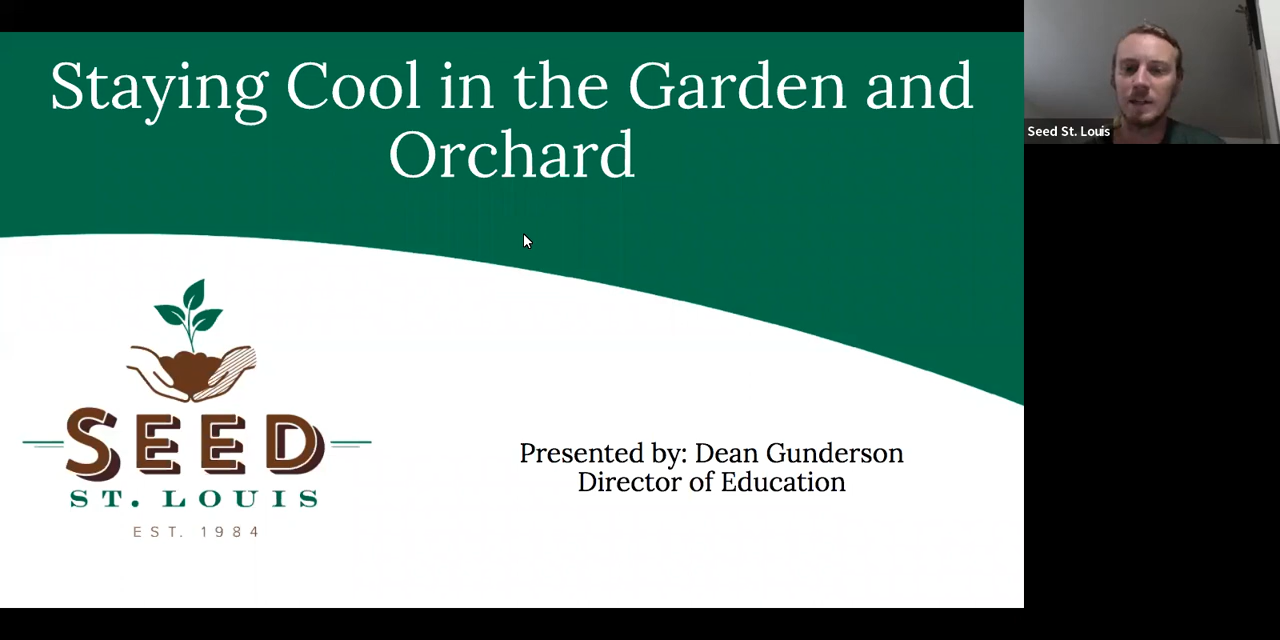 Staying Cool in the Garden and
Orchard
Seed St. Louis
SEED
ST. LOUIS
EST. 1984
Presented by: Dean Gunderson
Director of Education